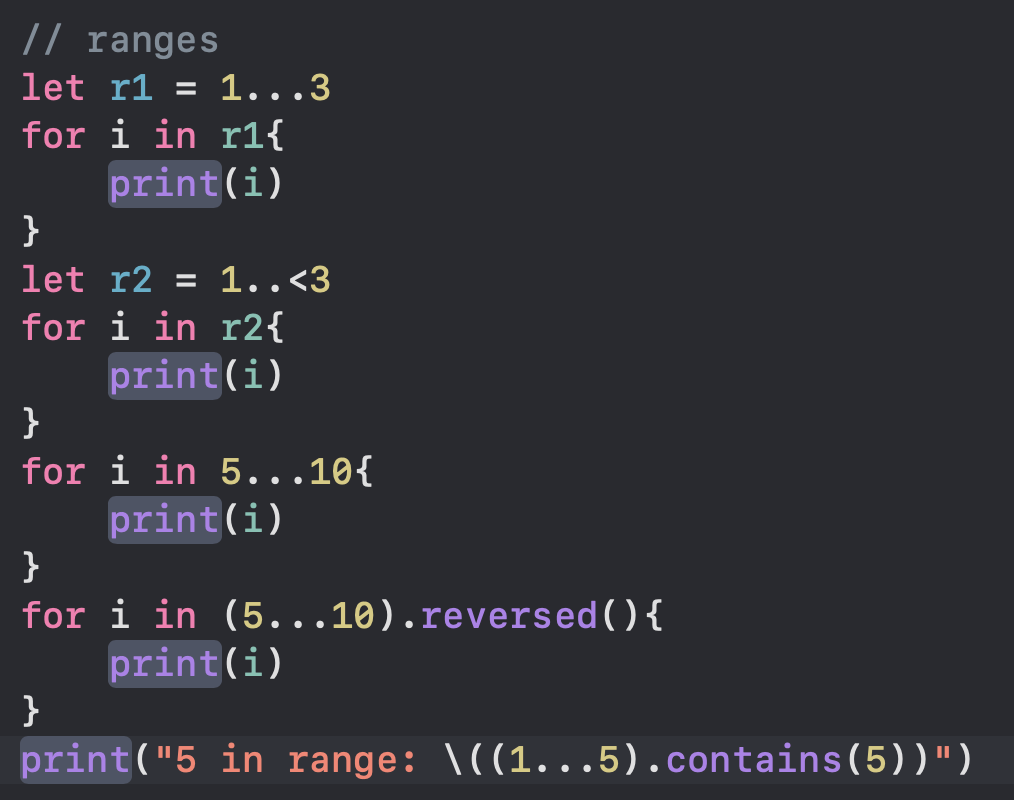 // ranges
let r1 = 1...3
for i in r1{
    print(i)
}
let r2 = 1..<3
for i in r2{
    print(i)
}
for i in 5...10{
    print(i)
}
for i in (5...10).reversed(){
    print(i)
}
print("5 in range: \((1...5).contains(5))")